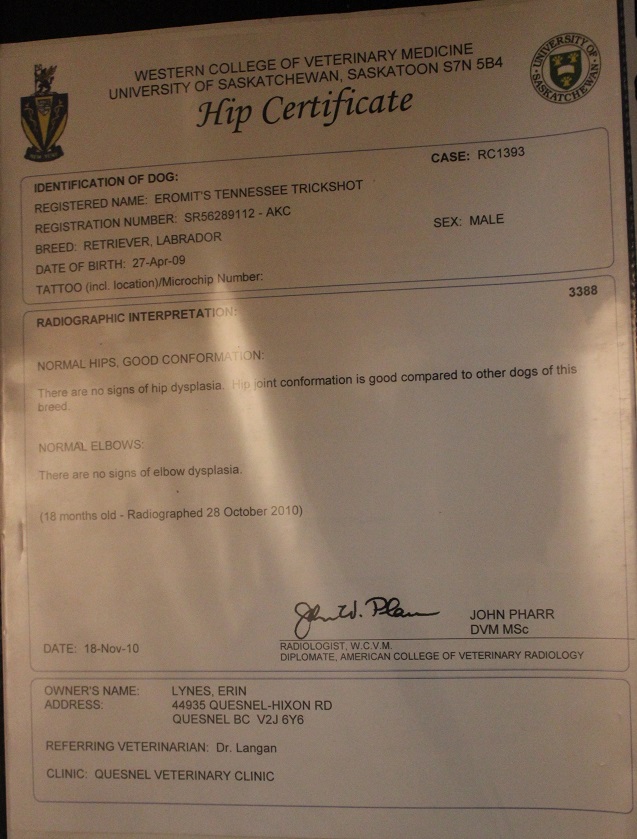 WESTERN COLLEGE OF VETERINARY MEDICINE
UNIVERSITY OF SASKATCHEWAN, SASKATOON S7N 5B4
Hip Certificate
UNIVERSITY OF SASKATCHEWAN
IDENTIFICATION OF DOG:
CASE: RC1393
REGISTERED NAME: EROMIT'S TENNESSEE TRICKSHOT
REGISTRATION NUMBER: SR56289112 - AKC
SEX: MALE
BREED: RETRIEVER, LABRADOR
DATE OF BIRTH: 27-Apr-09
TATTOO (incl. location)/Microchip Number:
3388
RADIOGRAPHIC INTERPRETATION:
NORMAL HIPS, GOOD CONFORMATION:
There are no signs of hip dysplasia. Hip joint conformation is good compared to other dogs of this
breed.
NORMAL ELBOWS:
There are no signs of elbow dysplasia.
(18 months old - Radiographed 28 October 2010)
JOHN PHARR
DVM MSc
DATE: 18-Nov-10
RADIOLOGIST, W.C.V.M.
DIPLOMATE, AMERICAN COLLEGE OF VETERINARY RADIOLOGY
OWNER'S NAME: LYNES, ERIN
ADDRESS: 44935 QUESNEL-HIXON RD
QUESNEL BC V2J 6Y6
REFERRING VETERINARIAN: Dr. Langan
CLINIC: QUESNEL VETERINARY CLINIC